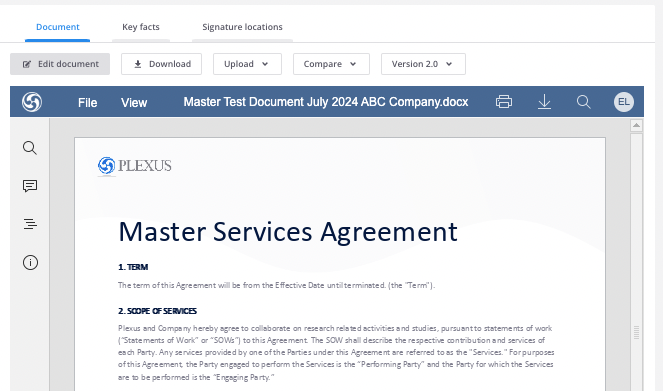 Document Key facts Signature locations
Edit document Download Upload Compare Version 2.0
File View Master Test Document July 2024 ABC Company.docx EL
PLEXUS
Master Services Agreement
1. TERM
The term of this Agreement will be from the Effective Date until terminated. (the "Term").
2. SCOPE OF SERVICES
Plexus and Company hereby agree to collaborate on research related activities and studies, pursuant to statements of work
("Statements of Work" or "SOWs") to this Agreement. The SOW shall describe the respective contribution and services of
each Party. Any services provided by one of the Parties under this Agreement are referred to as the "Services." For purposes
of this Agreement, the Party engaged to perform the Services is the "Performing Party" and the Party for which the Services
are to be performed is the "Engaging Party."